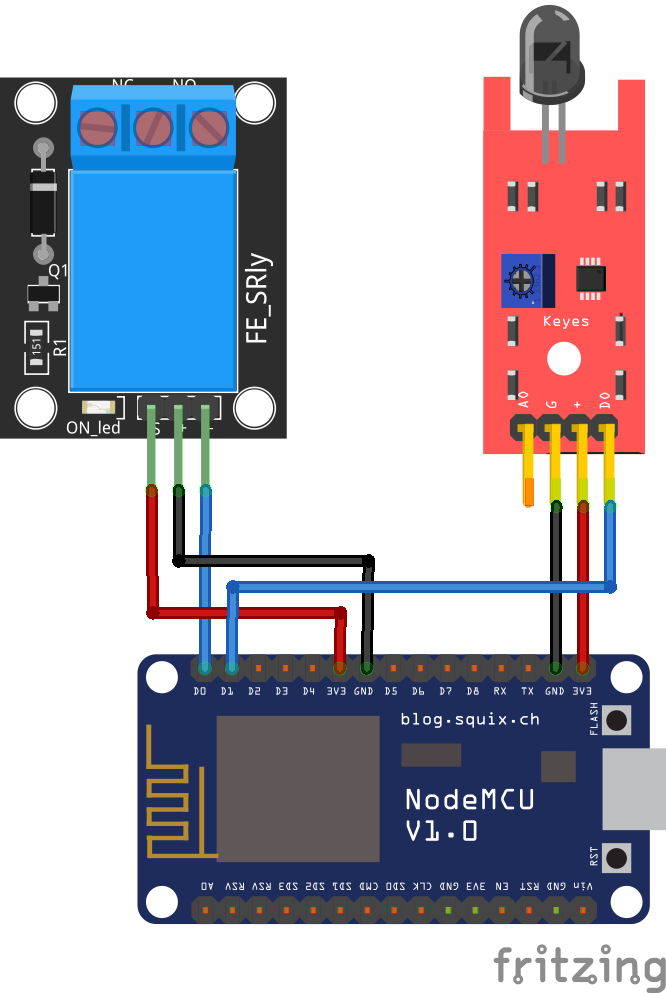 NC NO
Q1
151
R1
FE_SRly
ON_led
S + -
Keyes
A0 G + D0
D0 D1 D2 D3 D4 3V3 GND D5 D6 D7 D8 RX TX GND 3V3
blog.squix.ch
FLASH
NodeMCU
V1.0
RST
A0 RSV RSV SD3 SD2 SD1 CMD SD0 CLK GND 3V3 EN RST GND Vin
fritzing